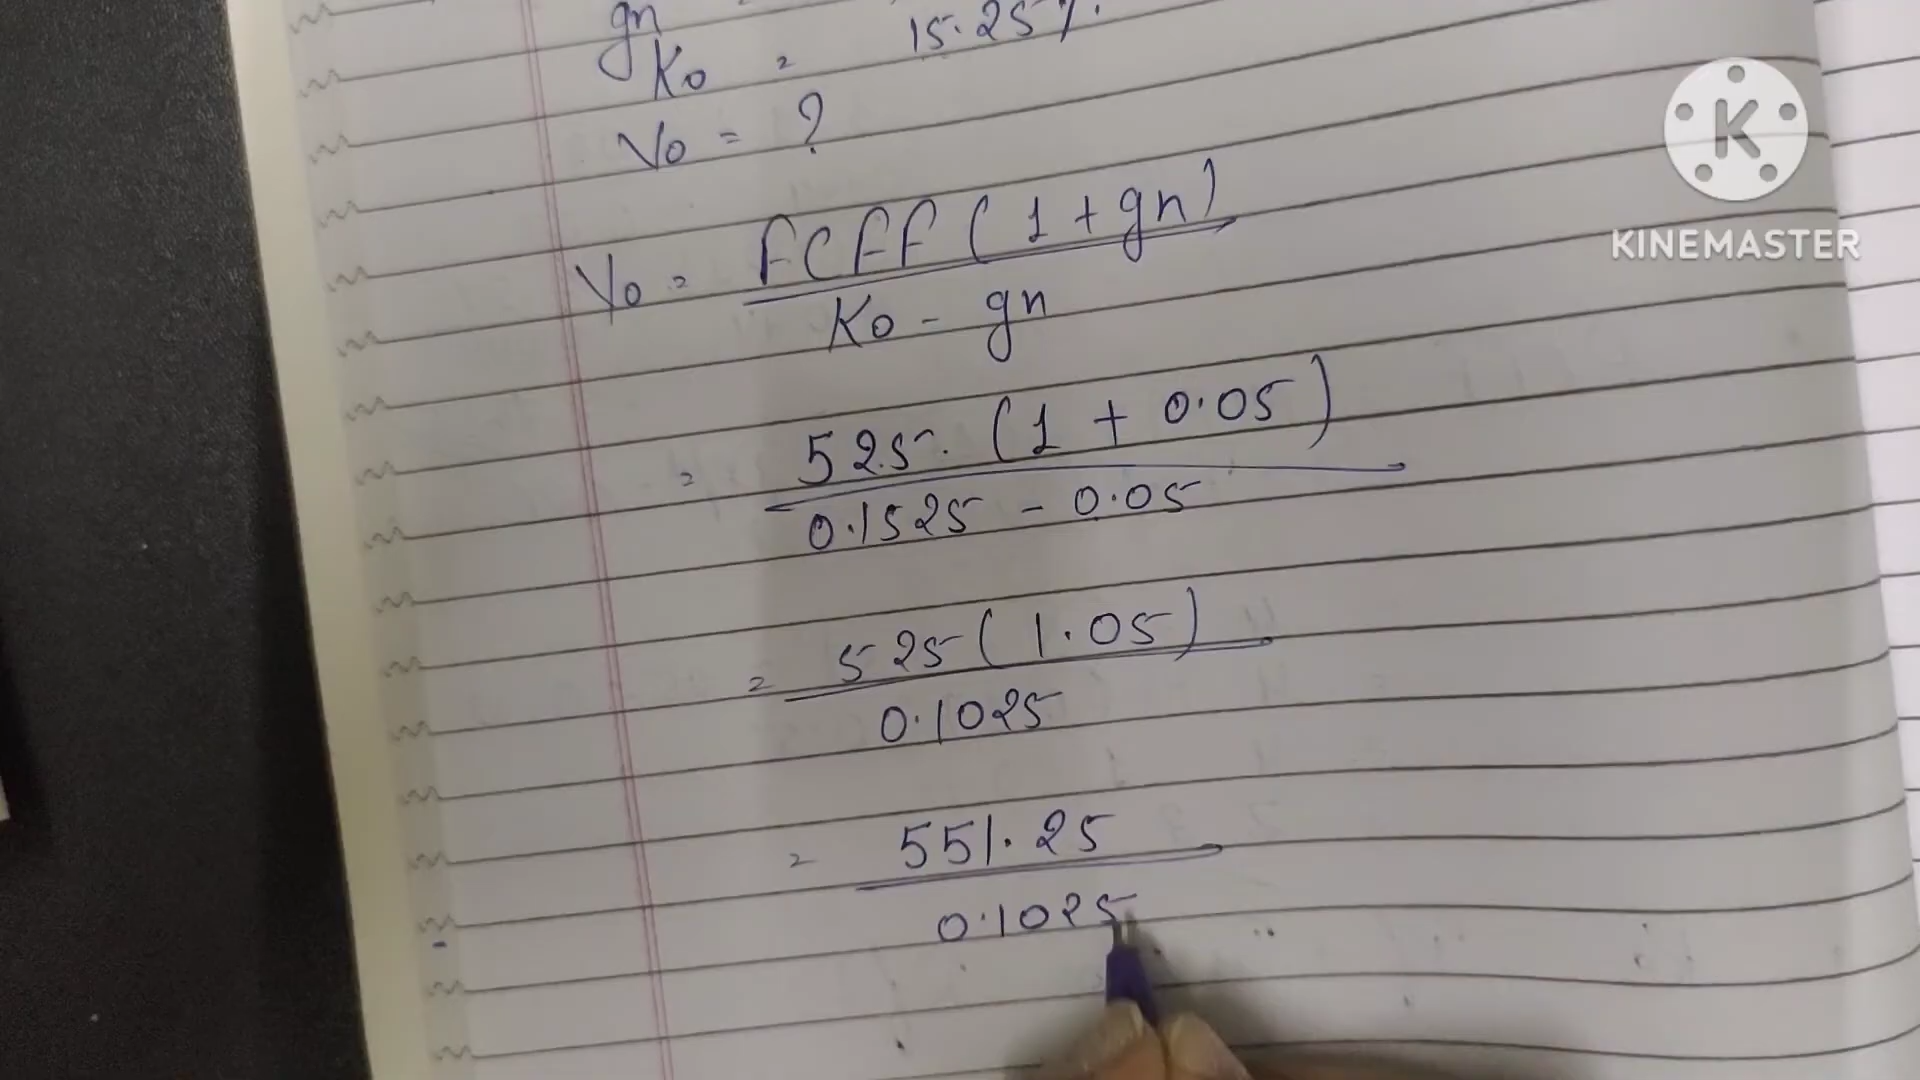 gn
Ko = 15.25%.
Vo = ?
Vo = FCFF (1 + gn)
Ko - gn
= 525. (1 + 0.05)
0.1525 - 0.05
= 525 (1.05)
0.1025
= 551.25
0.1025
K
KINEMASTER